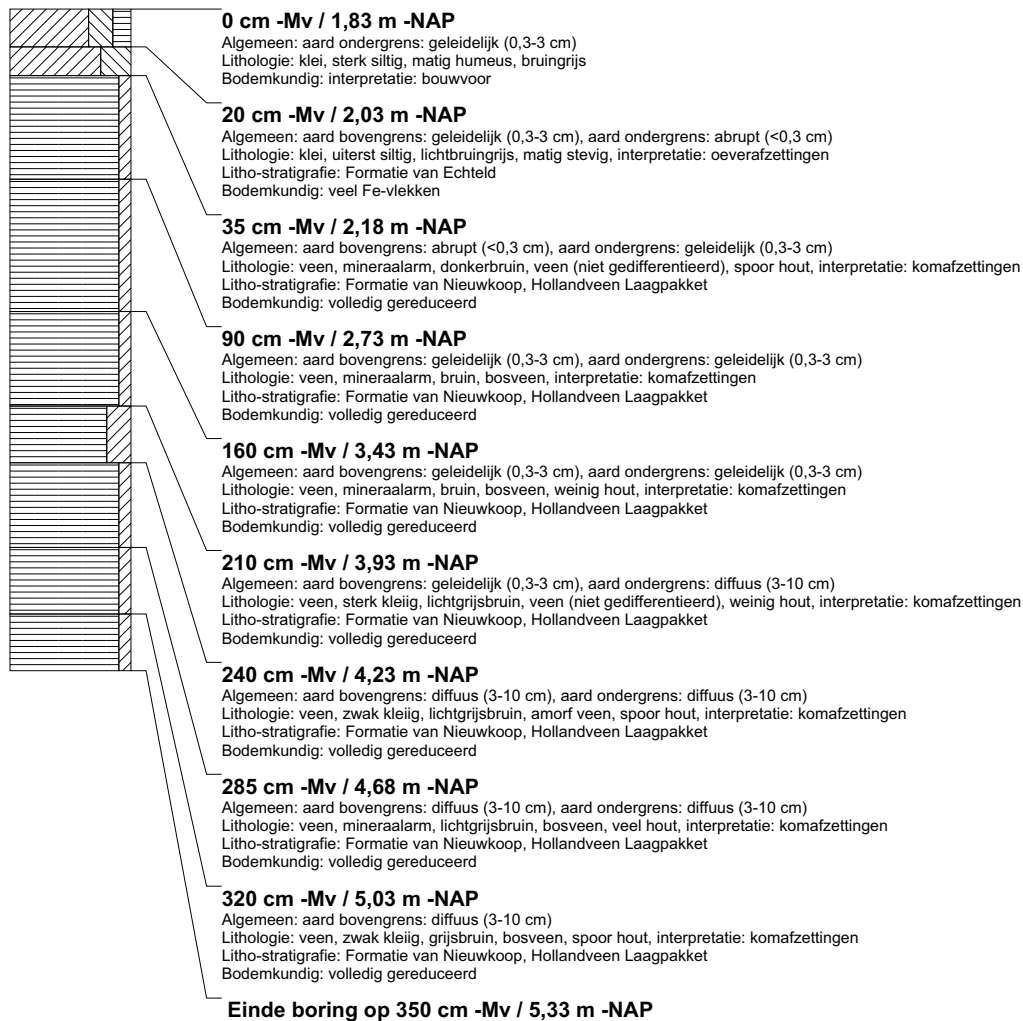 0 cm -Mv / 1,83 m -NAP
Algemeen: aard ondergrens: geleidelijk (0,3-3 cm)
Lithologie: klei, sterk siltig, matig humeus, bruingrijs
Bodemkundig: interpretatie: bouwvoor
20 cm -Mv / 2,03 m -NAP
Algemeen: aard bovengrens: geleidelijk (0,3-3 cm), aard ondergrens: abrupt (<0,3 cm)
Lithologie: klei, uiterst siltig, lichtbruingrijs, matig stevig, interpretatie: oeverafzettingen
Litho-stratigrafie: Formatie van Echteld
Bodemkundig: veel Fe-vlekken
35 cm -Mv / 2,18 m -NAP
Algemeen: aard bovengrens: abrupt (<0,3 cm), aard ondergrens: geleidelijk (0,3-3 cm)
Lithologie: veen, mineraalarm, donkerbruin, veen (niet gedifferentieerd), spoor hout, interpretatie: komafzettingen
Litho-stratigrafie: Formatie van Nieuwkoop, Hollandveen Laagpakket
Bodemkundig: volledig gereduceerd
90 cm -Mv / 2,73 m -NAP
Algemeen: aard bovengrens: geleidelijk (0,3-3 cm), aard ondergrens: geleidelijk (0,3-3 cm)
Lithologie: veen, mineraalarm, bruin, bosveen, interpretatie: komafzettingen
Litho-stratigrafie: Formatie van Nieuwkoop, Hollandveen Laagpakket
Bodemkundig: volledig gereduceerd
160 cm -Mv / 3,43 m -NAP
Algemeen: aard bovengrens: geleidelijk (0,3-3 cm), aard ondergrens: geleidelijk (0,3-3 cm)
Lithologie: veen, mineraalarm, bruin, bosveen, weinig hout, interpretatie: komafzettingen
Litho-stratigrafie: Formatie van Nieuwkoop, Hollandveen Laagpakket
Bodemkundig: volledig gereduceerd
210 cm -Mv / 3,93 m -NAP
Algemeen: aard bovengrens: geleidelijk (0,3-3 cm), aard ondergrens: diffuus (3-10 cm)
Lithologie: veen, sterk kleiig, lichtgrijsbruin, veen (niet gedifferentieerd), weinig hout, interpretatie: komafzettingen
Litho-stratigrafie: Formatie van Nieuwkoop, Hollandveen Laagpakket
Bodemkundig: volledig gereduceerd
240 cm -Mv / 4,23 m -NAP
Algemeen: aard bovengrens: diffuus (3-10 cm), aard ondergrens: diffuus (3-10 cm)
Lithologie: veen, zwak kleiig, lichtgrijsbruin, amorf veen, spoor hout, interpretatie: komafzettingen
Litho-stratigrafie: Formatie van Nieuwkoop, Hollandveen Laagpakket
Bodemkundig: volledig gereduceerd
285 cm -Mv / 4,68 m -NAP
Algemeen: aard bovengrens: diffuus (3-10 cm), aard ondergrens: diffuus (3-10 cm)
Lithologie: veen, mineraalarm, lichtgrijsbruin, bosveen, veel hout, interpretatie: komafzettingen
Litho-stratigrafie: Formatie van Nieuwkoop, Hollandveen Laagpakket
Bodemkundig: volledig gereduceerd
320 cm -Mv / 5,03 m -NAP
Algemeen: aard bovengrens: diffuus (3-10 cm)
Lithologie: veen, zwak kleiig, grijsbruin, bosveen, spoor hout, interpretatie: komafzettingen
Litho-stratigrafie: Formatie van Nieuwkoop, Hollandveen Laagpakket
Bodemkundig: volledig gereduceerd
Einde boring op 350 cm -Mv / 5,33 m -NAP